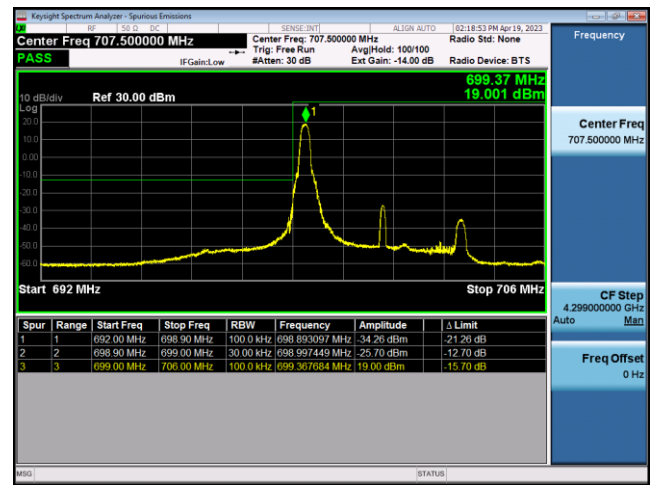 Keysight Spectrum Analyzer - Spurious Emissions
RF 50 Ω DC SENSE:INT ALIGN AUTO 02:18:53 PM Apr 19, 2023
Center Freq 707.500000 MHz Center Freq: 707.500000 MHz Radio Std: None
Trig: Free Run Avg|Hold: 100/100
PASS IFGain:Low #Atten: 30 dB Ext Gain: -14.00 dB Radio Device: BTS
699.37 MHz
10 dB/div Ref 30.00 dBm 19.001 dBm
Log
1
20.0
10.0
0.00
-10.0
-20.0
-30.0
-40.0
-50.0
-60.0
Start 692 MHz Stop 706 MHz
Spur Range Start Freq Stop Freq RBW Frequency Amplitude Δ Limit
1 1 692.00 MHz 698.90 MHz 100.0 kHz 698.893097 MHz -34.26 dBm -21.26 dB
2 2 698.90 MHz 699.00 MHz 30.00 kHz 698.997449 MHz -25.70 dBm -12.70 dB
3 3 699.00 MHz 706.00 MHz 100.0 kHz 699.367684 MHz 19.00 dBm -15.70 dB
MSG STATUS
Frequency
Center Freq
707.500000 MHz
CF Step
4.299000000 GHz
Auto Man
Freq Offset
0 Hz